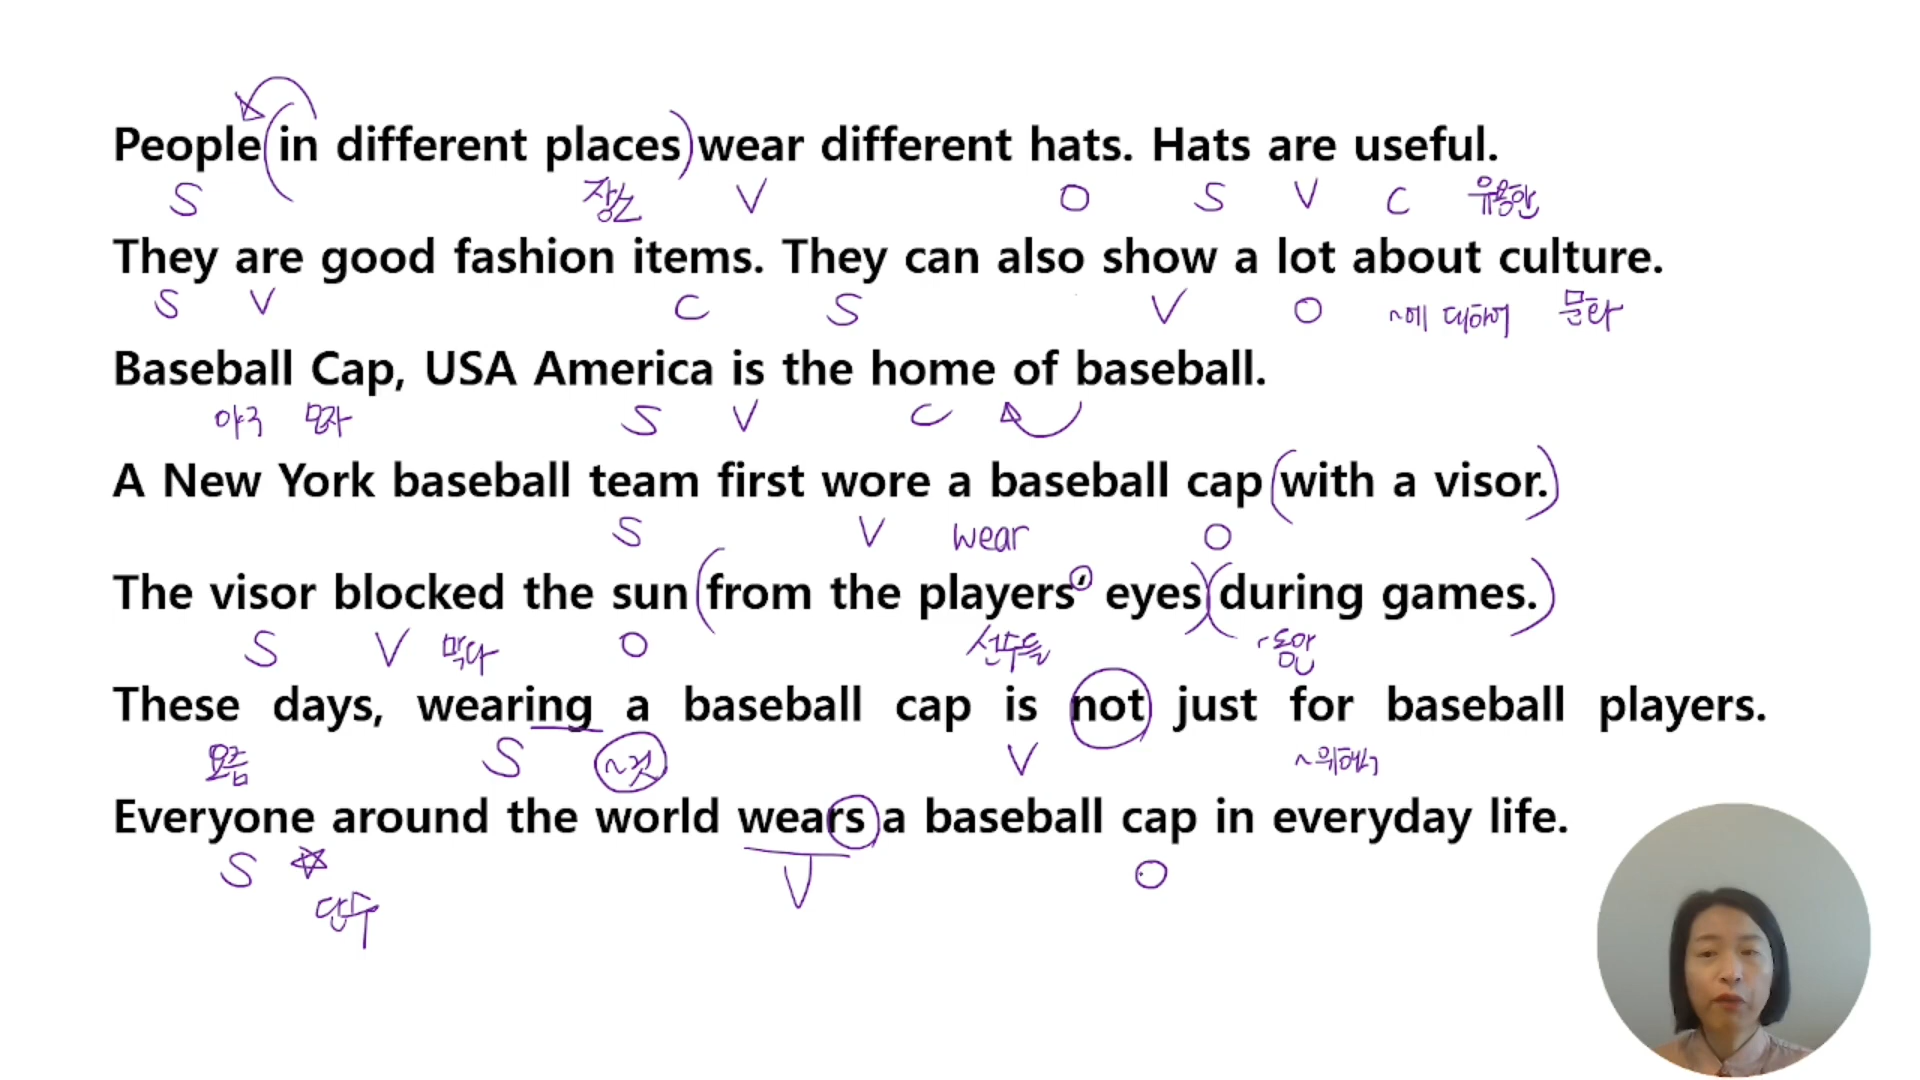 People (in different places) wear different hats. Hats are useful.
S 장소 V O S V C 유용한
They are good fashion items. They can also show a lot about culture.
S V C S V O ~에 대하여 문화
Baseball Cap, USA America is the home of baseball.
야구 모자 S V C
A New York baseball team first wore a baseball cap (with a visor.)
S V wear O
The visor blocked the sun (from the players' eyes) (during games.)
S V 막다 O 선수들 ~동안
These days, wearing a baseball cap is not just for baseball players.
요즘 S ~것 V ~위해서
Everyone around the world wears a baseball cap in everyday life.
S ☆ V O
단수